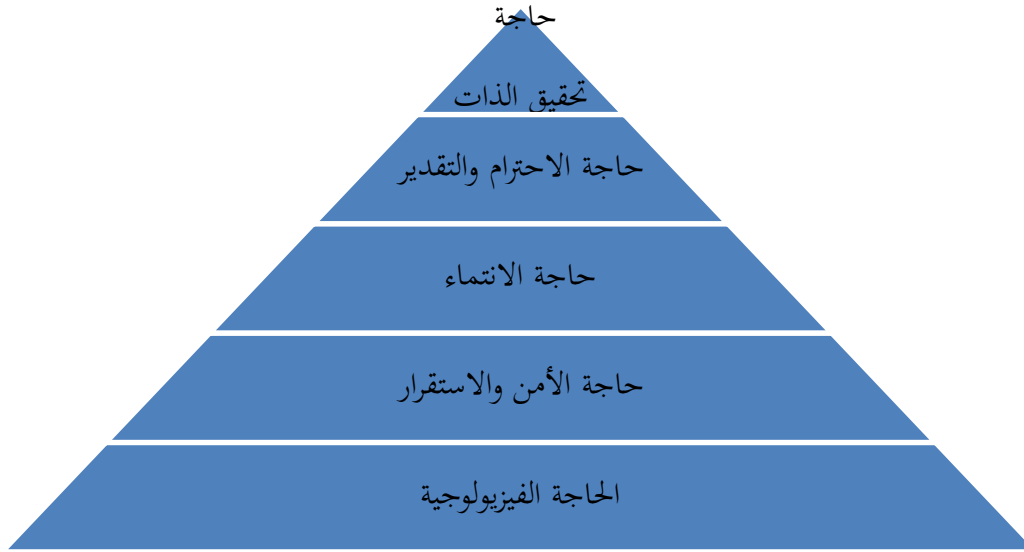 حاجة
تحقيق الذات
حاجة الاحترام والتقدير
حاجة الانتماء
حاجة الأمن والاستقرار
الحاجة الفيزيولوجية